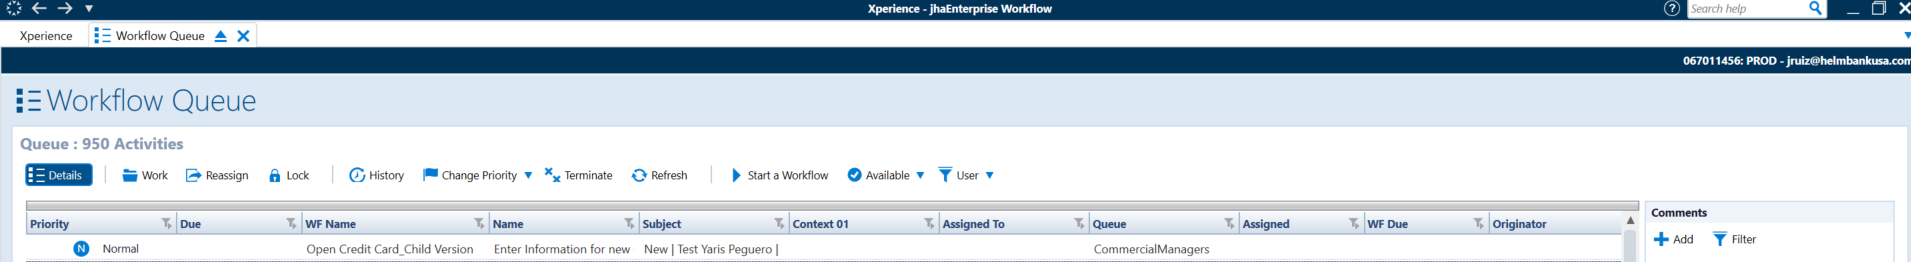 Xperience - jhaEnterprise Workflow
? Search help
Xperience Workflow Queue
067011456: PROD - jruiz@helmbankusa.com
Workflow Queue
Queue : 950 Activities
Details Work Reassign Lock History Change Priority Terminate Refresh Start a Workflow Available User
Priority Due WF Name Name Subject Context 01 Assigned To Queue Assigned WF Due Originator
N Normal Open Credit Card_Child Version Enter Information for new New | Test Yaris Peguero | CommercialManagers
Comments
Add Filter